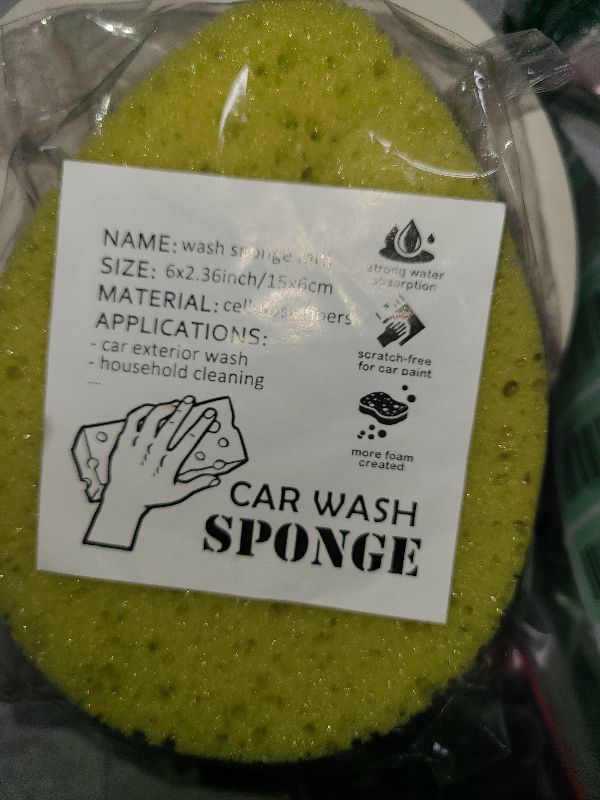 NAME: wash sponge
SIZE: 6x2.36inch/15x6cm
MATERIAL:
APPLICATIONS:
- car exterior wash
- household cleaning
....
strong water
absorption
scratch-free
for car paint
more foam
created
CAR WASH
SPONGE